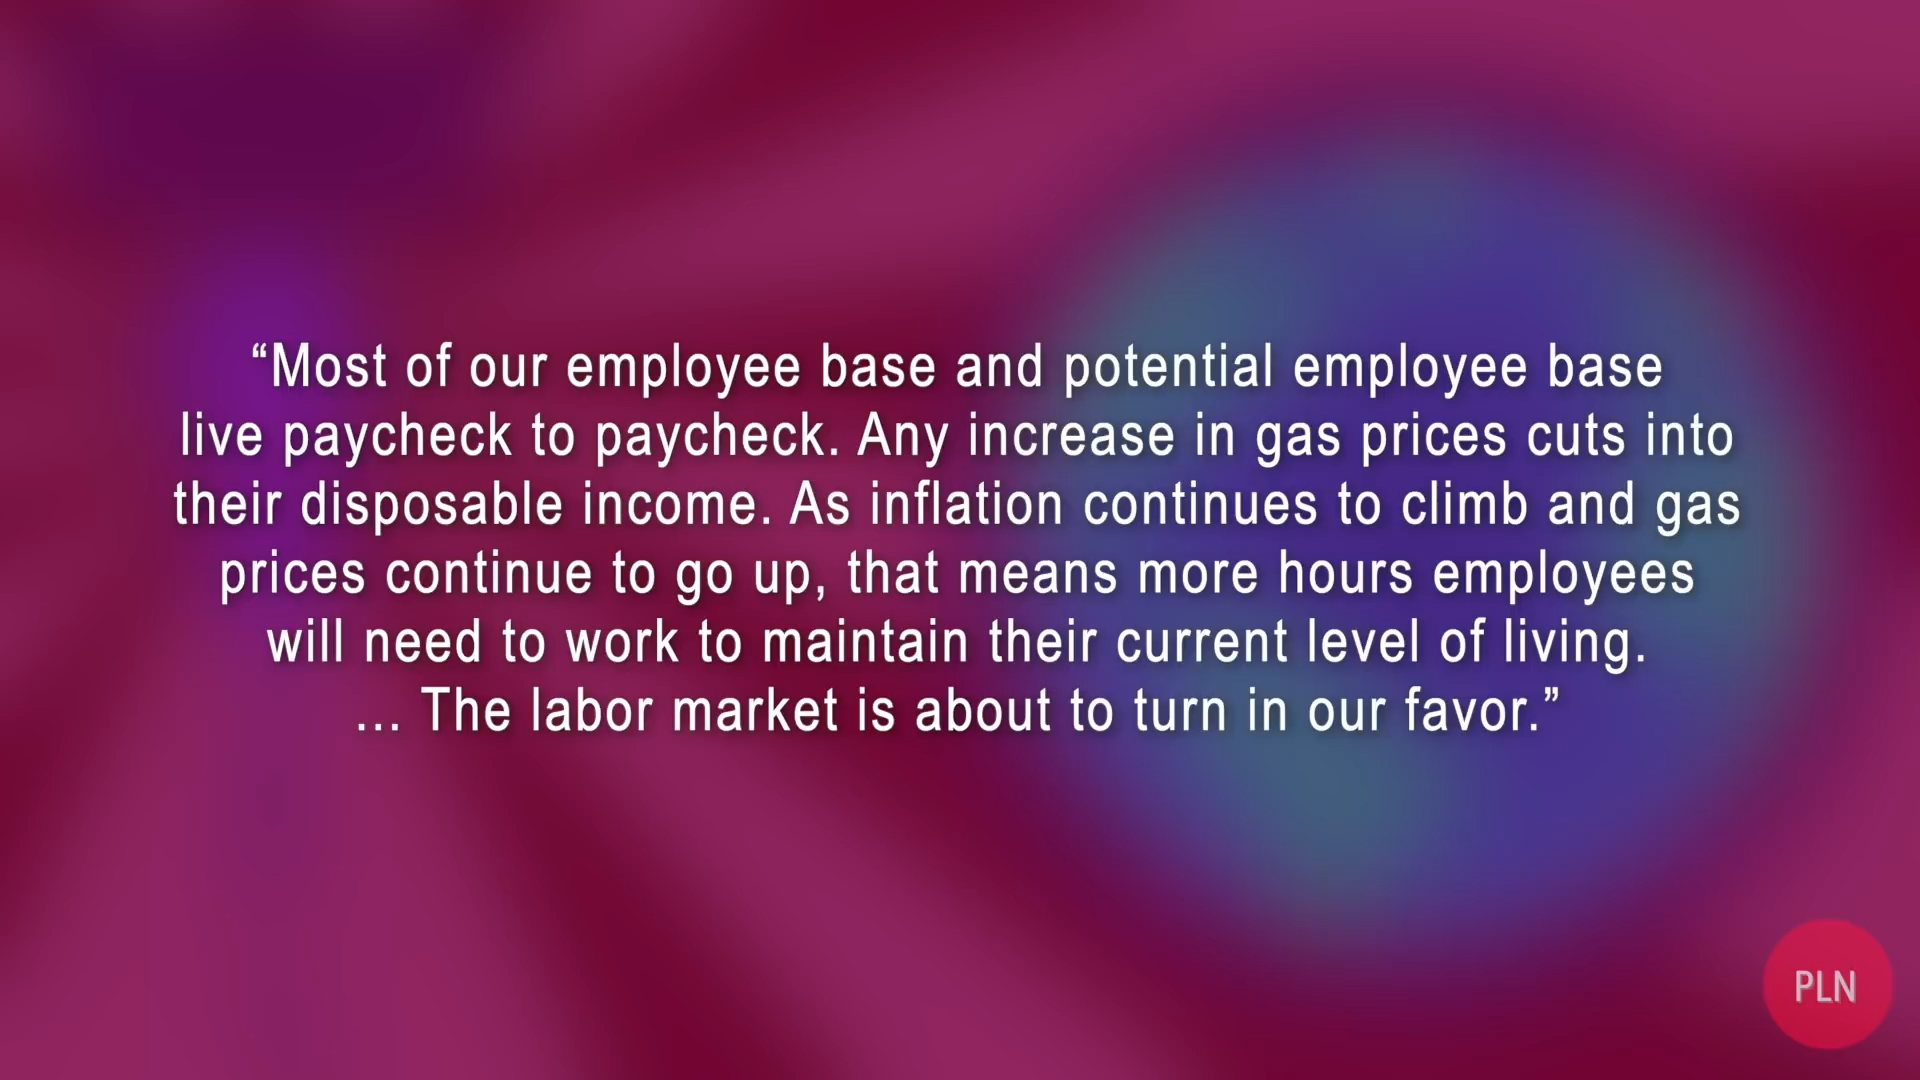 “Most of our employee base and potential employee base
live paycheck to paycheck. Any increase in gas prices cuts into
their disposable income. As inflation continues to climb and gas
prices continue to go up, that means more hours employees
will need to work to maintain their current level of living.
... The labor market is about to turn in our favor.”
PLN